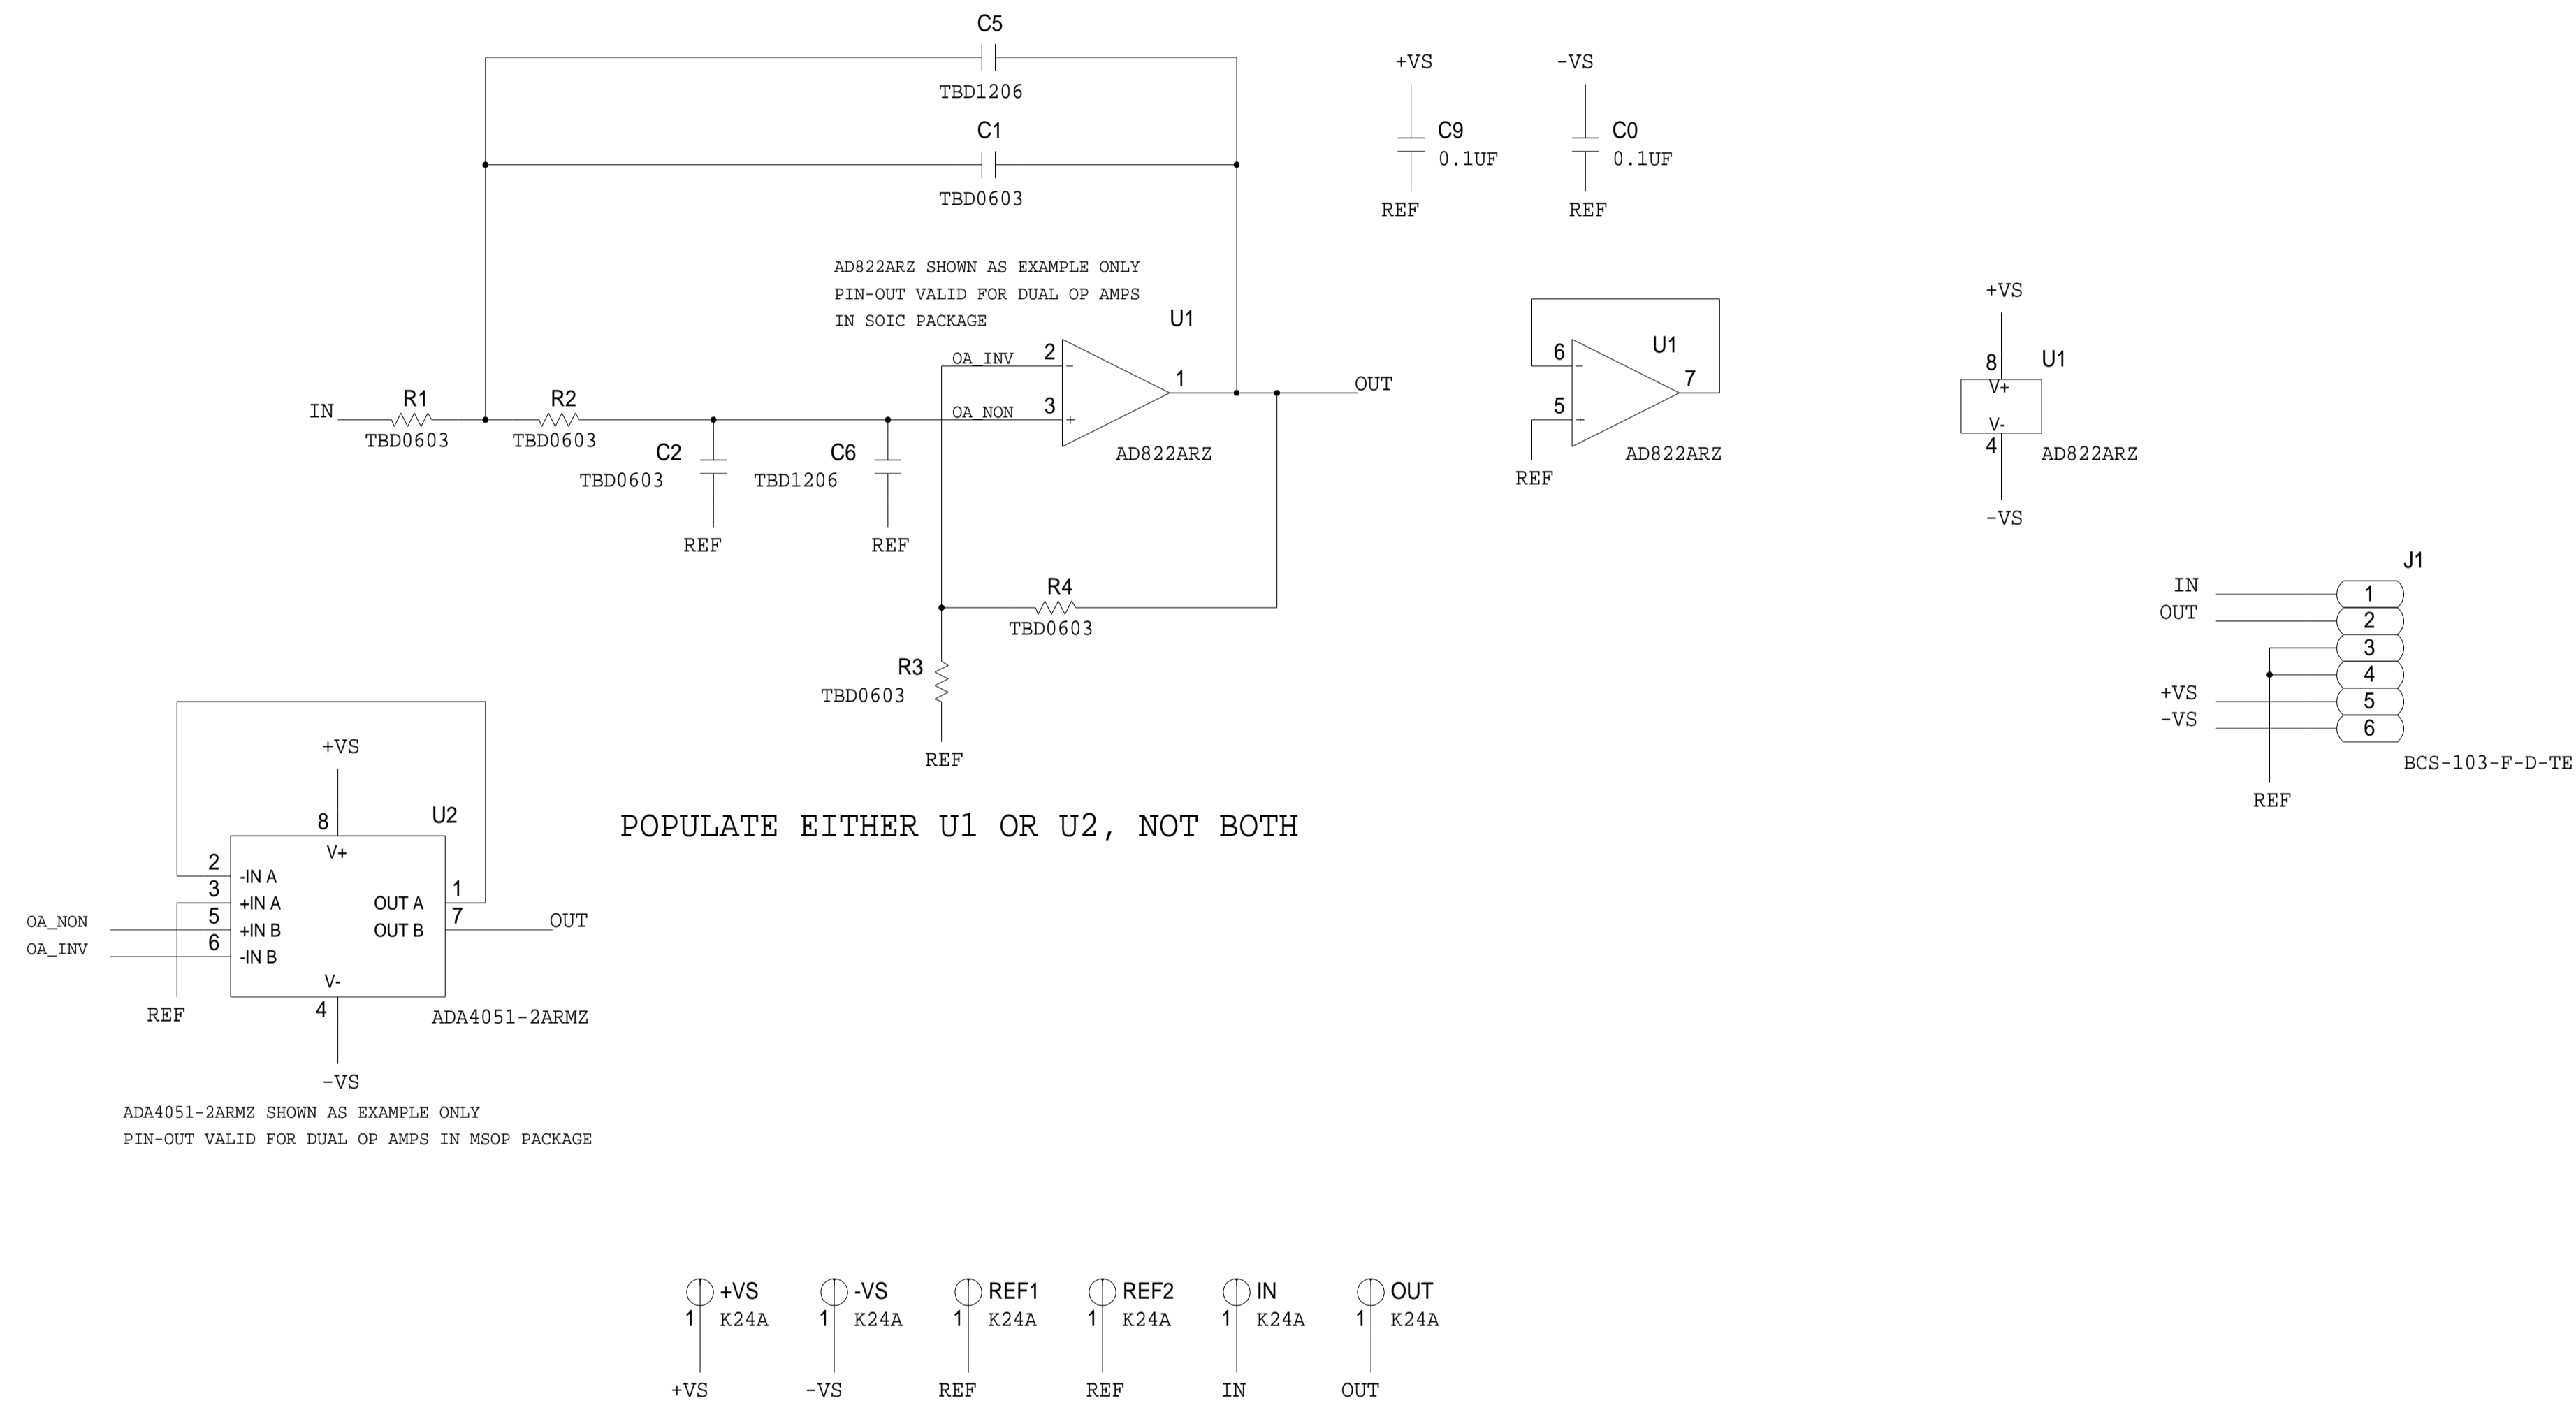 C5
TBD1206
C1
TBD0603
+VS
C9
0.1UF
REF
-VS
C0
0.1UF
REF
AD822ARZ SHOWN AS EXAMPLE ONLY
PIN-OUT VALID FOR DUAL OP AMPS
IN SOIC PACKAGE
U1
OA_INV 2
-
1
OUT
OA_NON 3
+
AD822ARZ
IN
R1
TBD0603
R2
TBD0603
C2
TBD0603
REF
C6
TBD1206
REF
R4
TBD0603
R3
TBD0603
REF
U1
6
-
7
5
+
REF
AD822ARZ
+VS
8
U1
V+
V-
4
AD822ARZ
-VS
J1
IN 1
OUT 2
3
4
+VS 5
-VS 6
BCS-103-F-D-TE
REF
POPULATE EITHER U1 OR U2, NOT BOTH
+VS
8
U2
V+
2 -IN A
3 +IN A
OUT A 1
OA_NON 5 +IN B
OUT B 7 OUT
OA_INV 6 -IN B
V-
4
REF
ADA4051-2ARMZ
-VS
ADA4051-2ARMZ SHOWN AS EXAMPLE ONLY
PIN-OUT VALID FOR DUAL OP AMPS IN MSOP PACKAGE
+VS
1 K24A
+VS
-VS
1 K24A
-VS
REF1
1 K24A
REF
REF2
1 K24A
REF
IN
1 K24A
IN
OUT
1 K24A
OUT